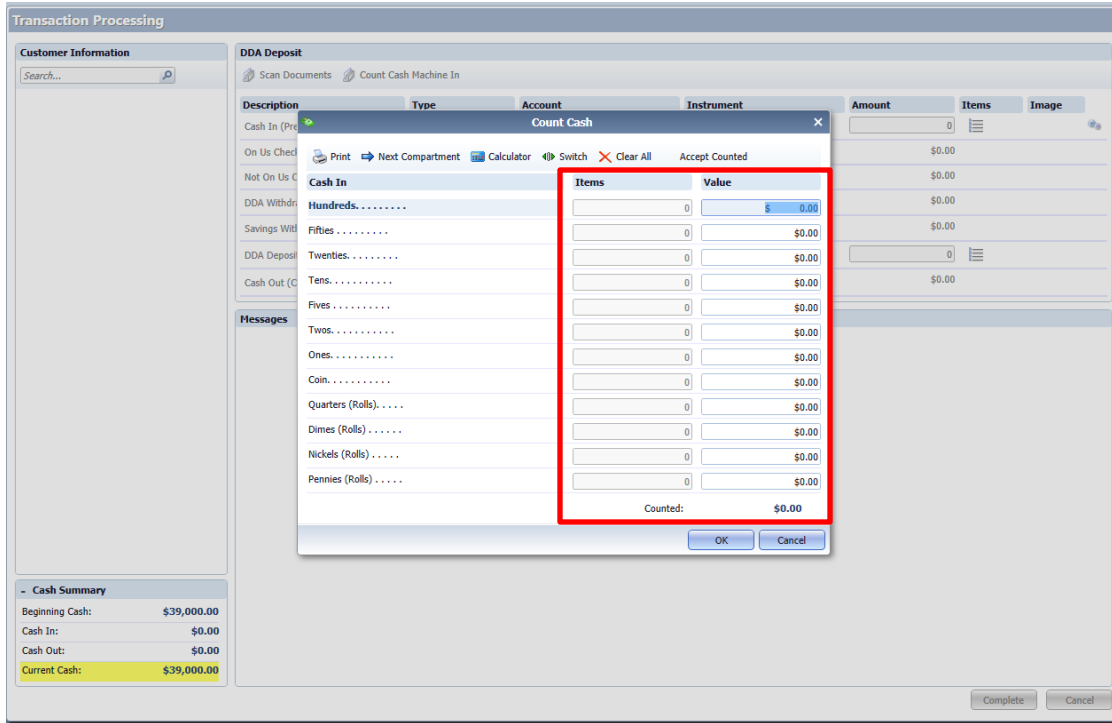 Transaction Processing
Customer Information
Search...
DDA Deposit
Scan Documents Count Cash Machine In
Description Type Account Instrument Amount Items Image
Cash In (Pre 0
On Us Chec $0.00
Not On Us C $0.00
DDA Withdr $0.00
Savings With $0.00
DDA Deposi 0
Cash Out (C $0.00
Messages
Count Cash
Print Next Compartment Calculator Switch Clear All Accept Counted
Cash In Items Value
Hundreds. . . . . . . . . 0 $ 0.00
Fifties . . . . . . . . . 0 $0.00
Twenties. . . . . . . . . 0 $0.00
Tens. . . . . . . . . . . 0 $0.00
Fives . . . . . . . . . . 0 $0.00
Twos. . . . . . . . . . . 0 $0.00
Ones. . . . . . . . . . . 0 $0.00
Coin. . . . . . . . . . . 0 $0.00
Quarters (Rolls). . . . . 0 $0.00
Dimes (Rolls) . . . . . . 0 $0.00
Nickels (Rolls) . . . . . 0 $0.00
Pennies (Rolls) . . . . . 0 $0.00
Counted: $0.00
OK Cancel
- Cash Summary
Beginning Cash: $39,000.00
Cash In: $0.00
Cash Out: $0.00
Current Cash: $39,000.00
Complete Cancel